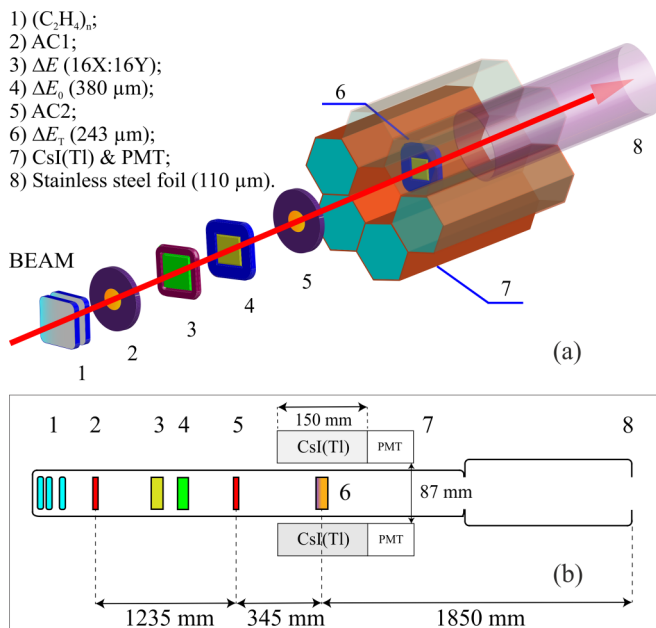 1) (C₂H₄)ₙ;
2) AC1;
3) ΔE (16X:16Y);
4) ΔE₀ (380 μm);
5) AC2;
6) ΔE_T (243 μm);
7) CsI(Tl) & PMT;
8) Stainless steel foil (110 μm).
6
8
BEAM
5
7
4
3
2
1
(a)
150 mm
1 2 3 4 5 7 8
CsI(Tl) PMT
6 87 mm
CsI(Tl) PMT
(b)
1235 mm 345 mm 1850 mm